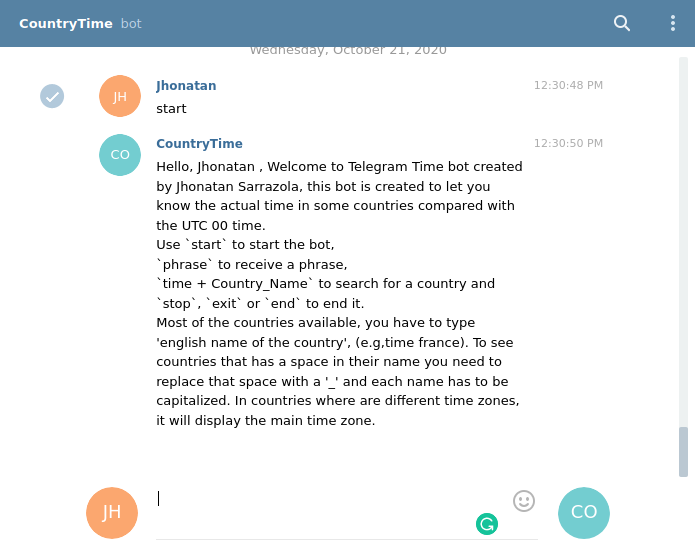 CountryTime bot
Wednesday, October 21, 2020
JH
Jhonatan 12:30:48 PM
start
CO
CountryTime 12:30:50 PM
Hello, Jhonatan , Welcome to Telegram Time bot created
by Jhonatan Sarrazola, this bot is created to let you
know the actual time in some countries compared with
the UTC 00 time.
Use `start` to start the bot,
`phrase` to receive a phrase,
`time + Country_Name` to search for a country and
`stop`, `exit` or `end` to end it.
Most of the countries available, you have to type
'english name of the country', (e.g,time france). To see
countries that has a space in their name you need to
replace that space with a '_' and each name has to be
capitalized. In countries where are different time zones,
it will display the main time zone.
JH
CO